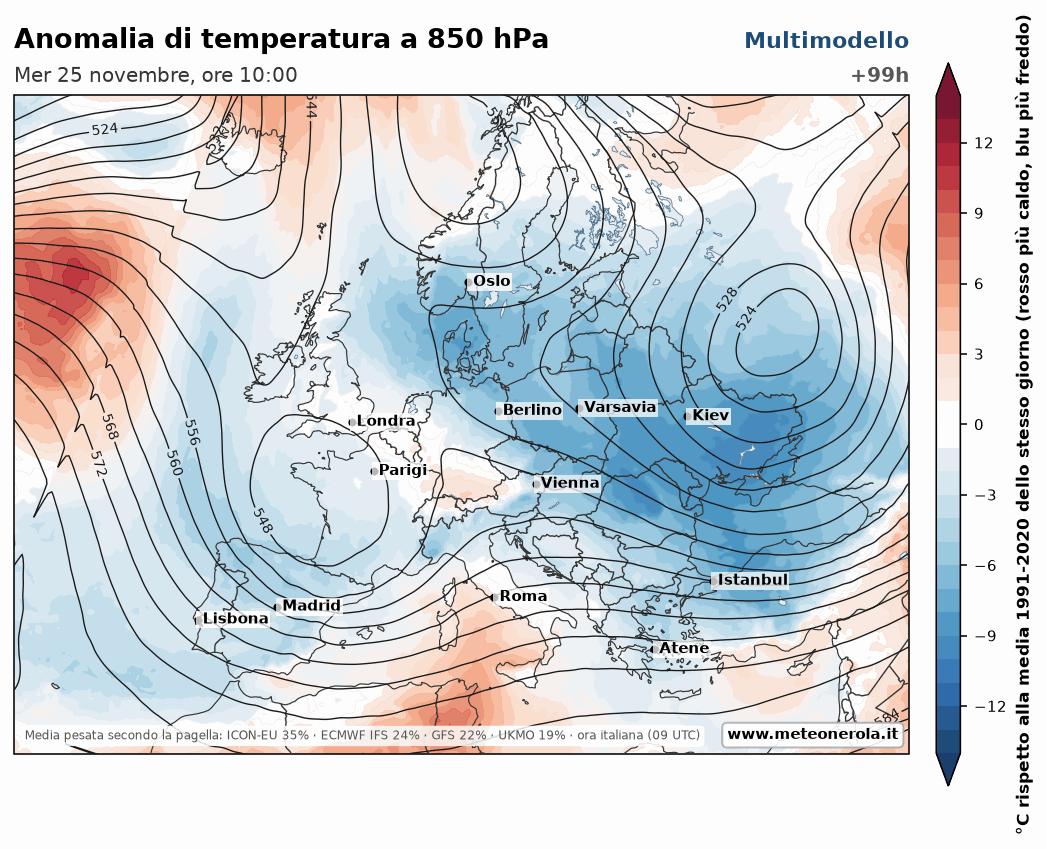 Anomalia di temperatura a 850 hPa
Multimodello
Mer 25 novembre, ore 10:00
+99h
524
544
528
524
568
572
556
560
548
584
Oslo
Berlino
Varsavia
Kiev
Londra
Parigi
Vienna
Istanbul
Madrid
Lisbona
Roma
Atene
Media pesata secondo la pagella: ICON-EU 35% · ECMWF IFS 24% · GFS 22% · UKMO 19% · ora italiana (09 UTC)
www.meteonerola.it
12
9
6
3
0
−3
−6
−9
−12
°C rispetto alla media 1991-2020 dello stesso giorno (rosso più caldo, blu più freddo)